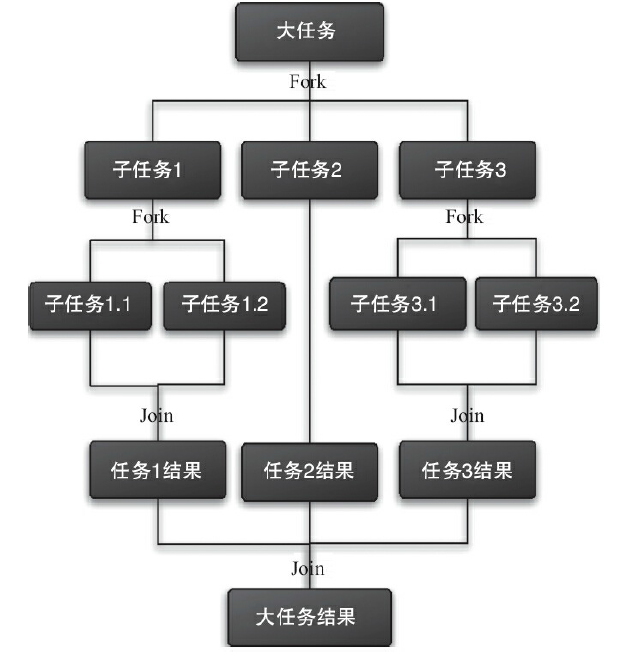 大任务
Fork
子任务1
子任务2
子任务3
Fork
Fork
子任务1.1
子任务1.2
子任务3.1
子任务3.2
Join
Join
任务1结果
任务2结果
任务3结果
Join
大任务结果